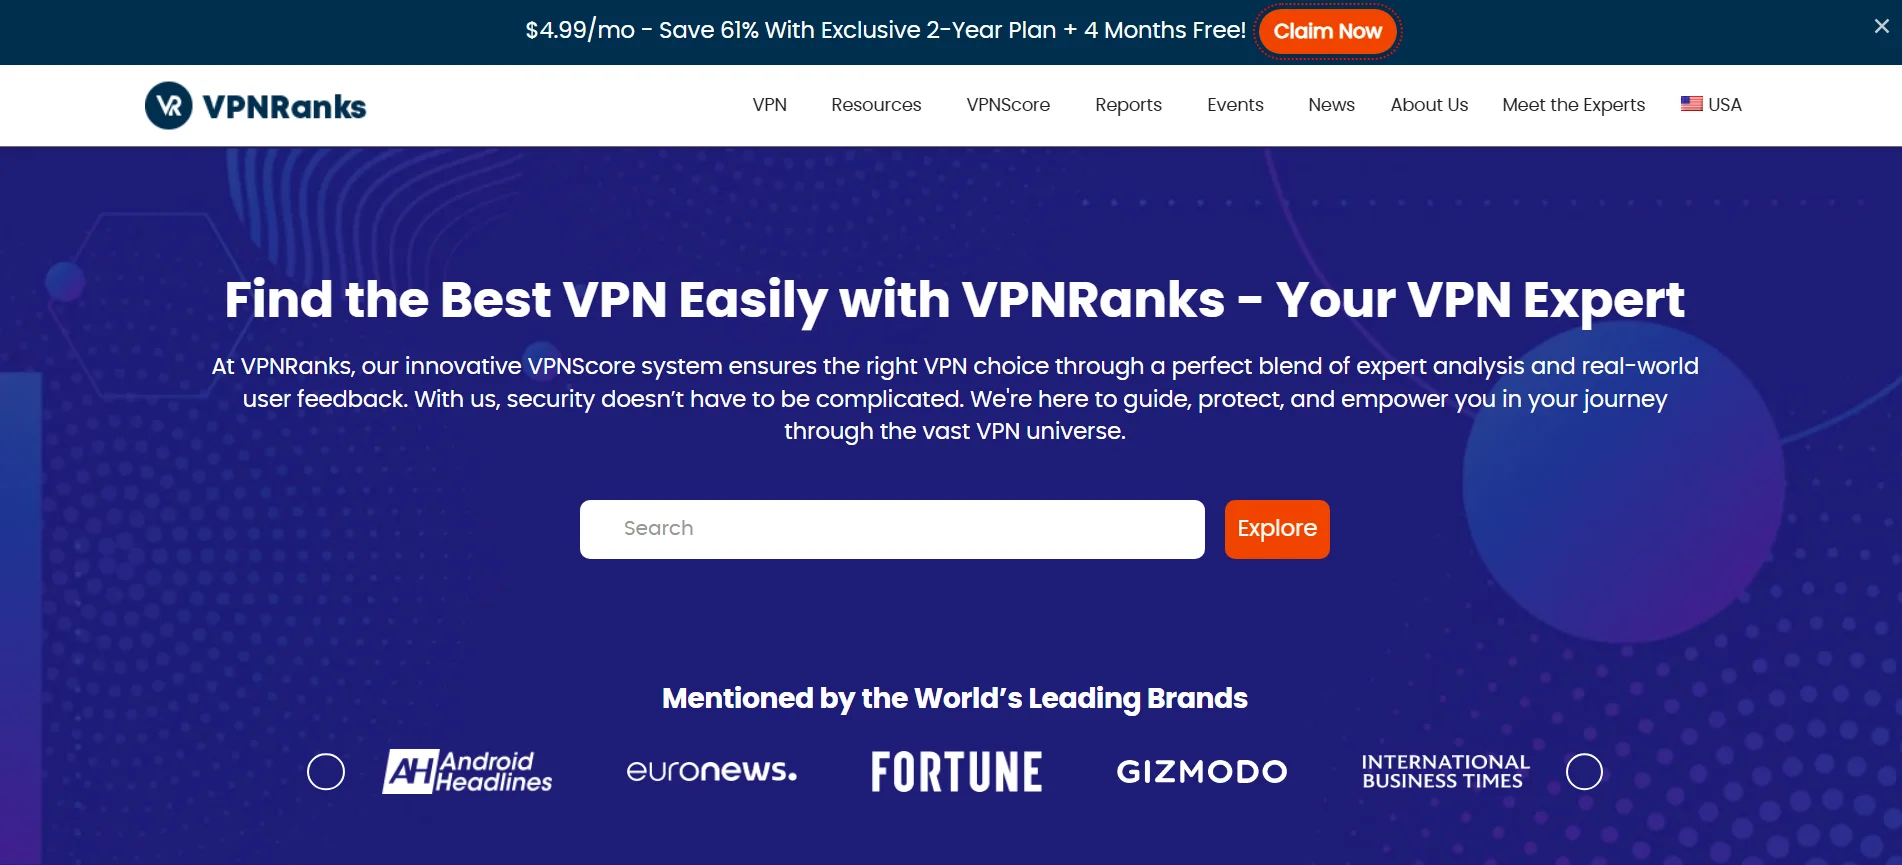 $4.99/mo - Save 61% With Exclusive 2-Year Plan + 4 Months Free! Claim Now ×
VR VPNRanks VPN Resources VPNScore Reports Events News About Us Meet the Experts USA
Find the Best VPN Easily with VPNRanks - Your VPN Expert
At VPNRanks, our innovative VPNScore system ensures the right VPN choice through a perfect blend of expert analysis and real-world
user feedback. With us, security doesn’t have to be complicated. We're here to guide, protect, and empower you in your journey
through the vast VPN universe.
Search Explore
Mentioned by the World’s Leading Brands
AH Android
Headlines
euronews.
FORTUNE
GIZMODO
INTERNATIONAL
BUSINESS TIMES